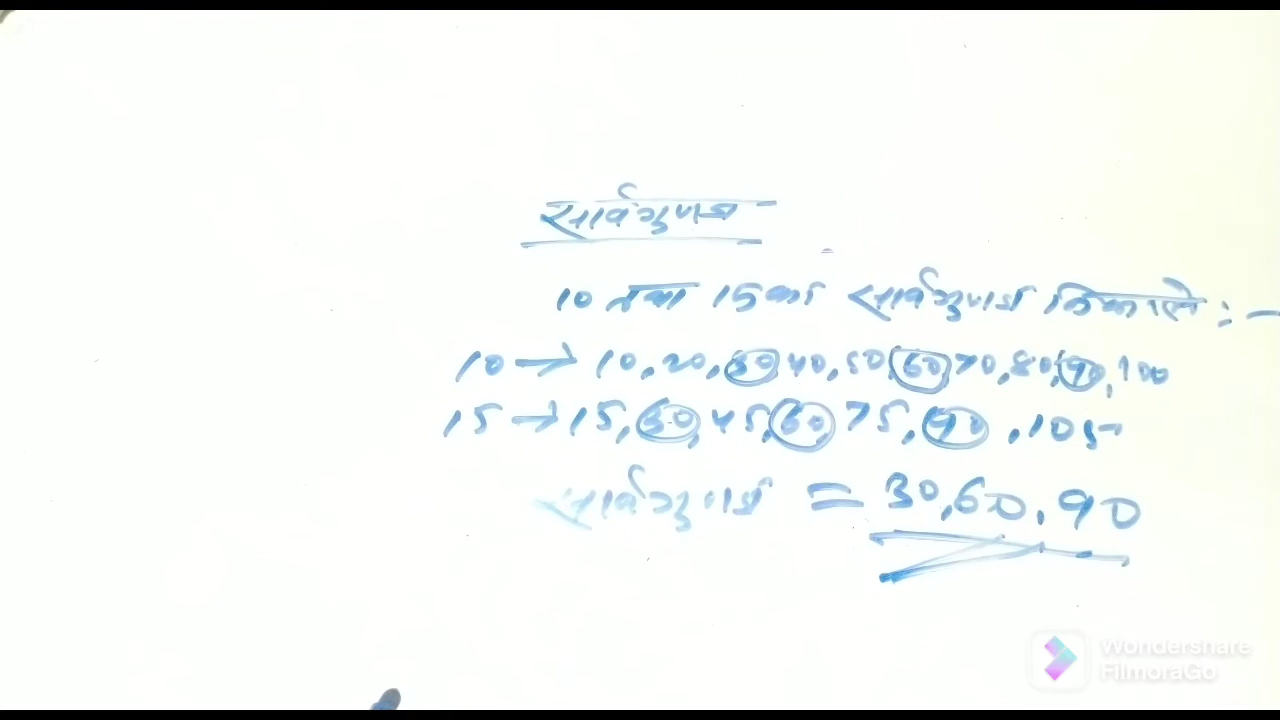 सार्वगुणज
10 तथा 15का सार्वगुणज निकाले:-
10 → 10,20,30,40,50,60,70,80,90,100
15 → 15,30,45,60,75,90,105
सार्वगुणज = 30,60,90
Wondershare
FilmoraGo